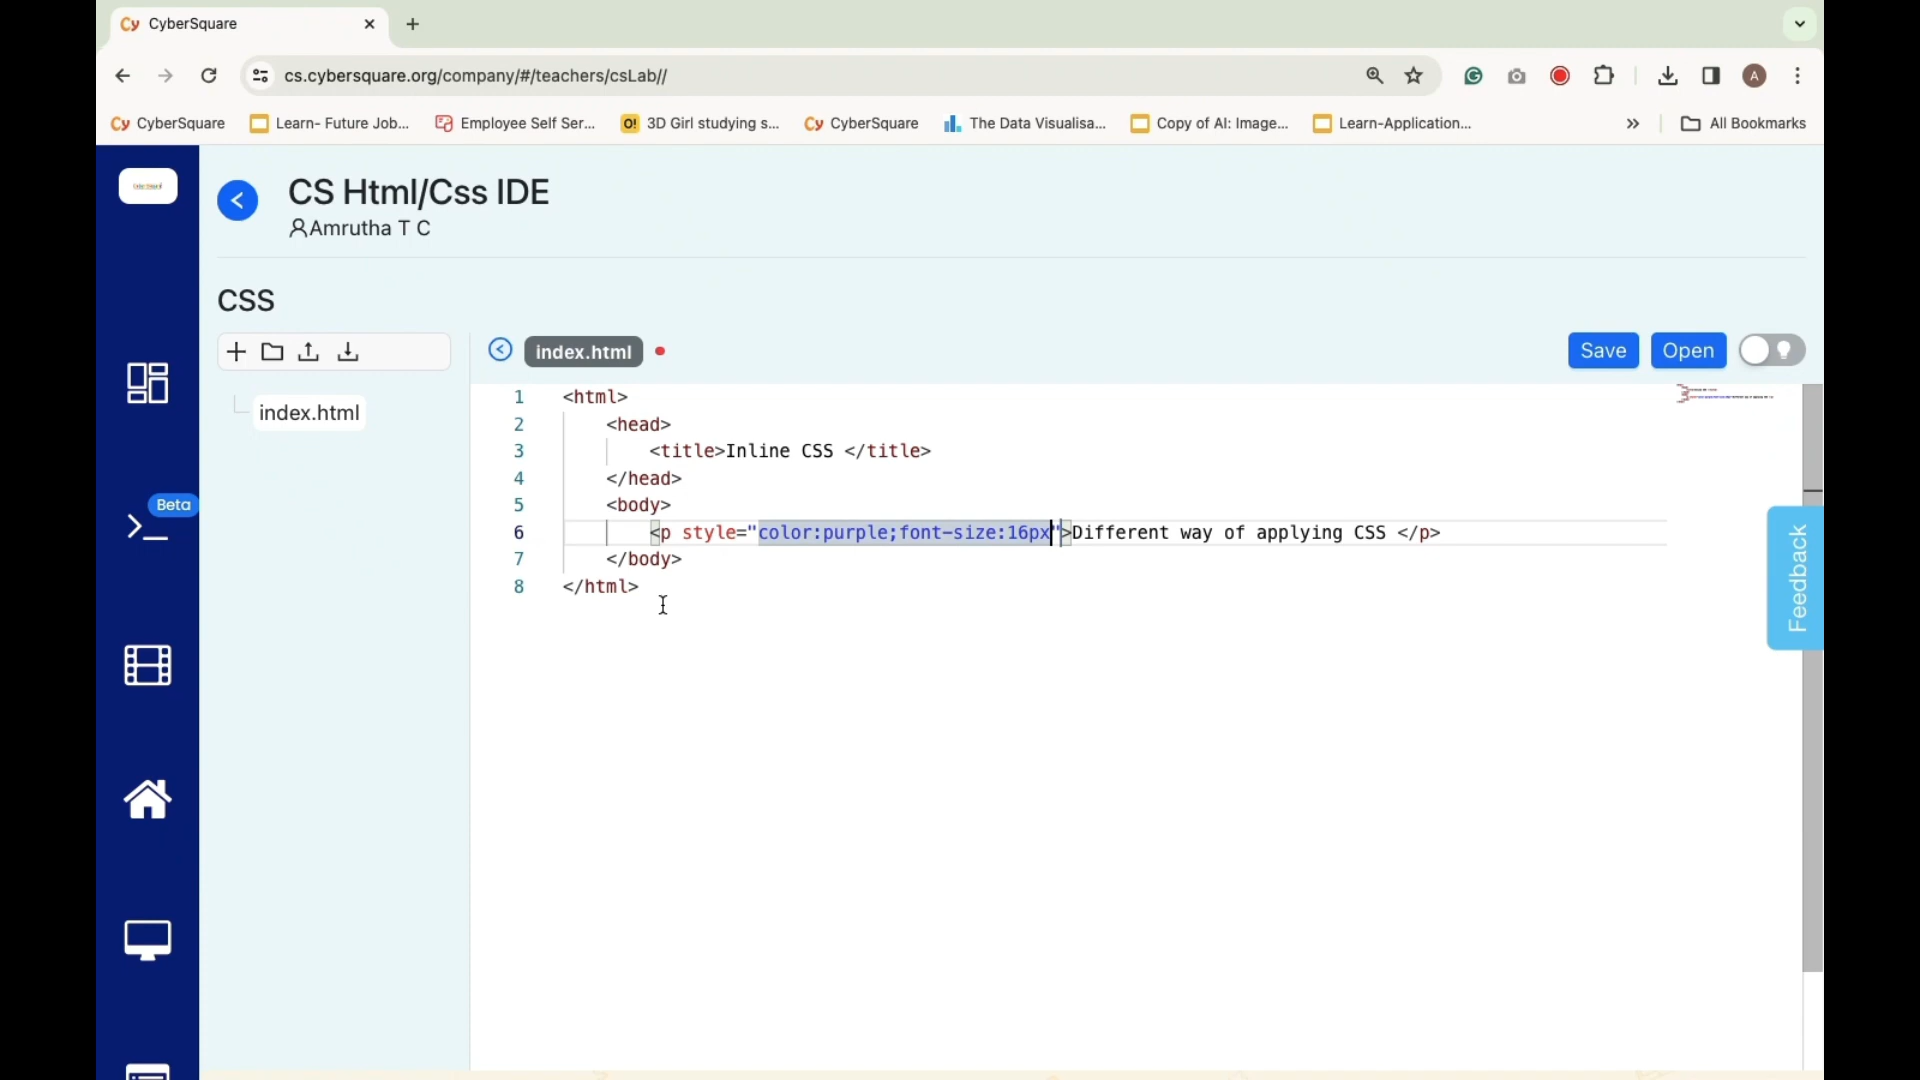 CyberSquare
cs.cybersquare.org/company/#/teachers/csLab//
A
CyberSquare
Learn- Future Job...
Employee Self Ser...
O!
3D Girl studying s...
CyberSquare
The Data Visualisa...
Copy of AI: Image...
Learn-Application...
All Bookmarks
CS Html/Css IDE
Amrutha T C
CSS
index.html
Save
Open
index.html
Beta
1 <html>
2 <head>
3 <title>Inline CSS </title>
4 </head>
5 <body>
6 <p style="color:purple;font-size:16px">Different way of applying CSS </p>
7 </body>
8 </html>
Feedback